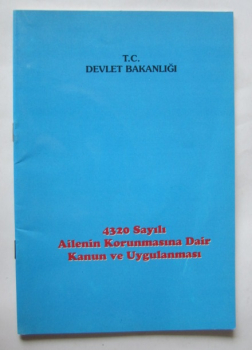 T.C.
DEVLET BAKANLIĞI
4320 Sayılı
Ailenin Korunmasına Dair
Kanun ve Uygulanması